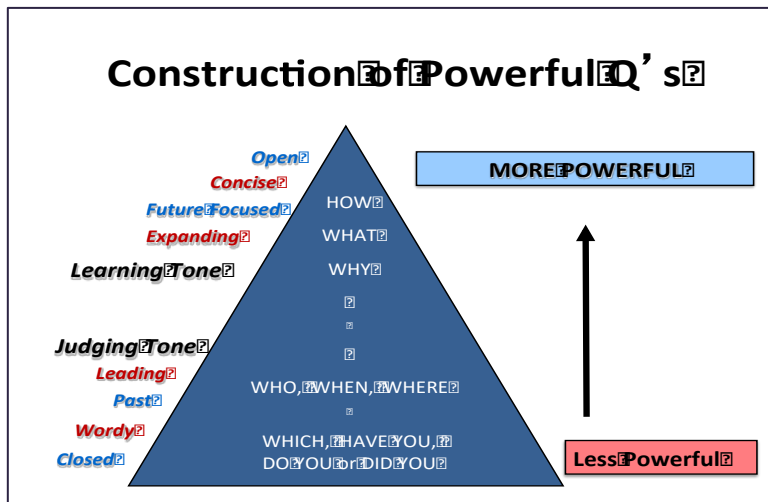 Construction of Powerful Q's
Open
Concise
Future Focused
Expanding
Learning Tone
Judging Tone
Leading
Past
Wordy
Closed
HOW
WHAT
WHY
WHO, WHEN, WHERE
WHICH, HAVE YOU,
DO YOU or DID YOU
MORE POWERFUL
Less Powerful